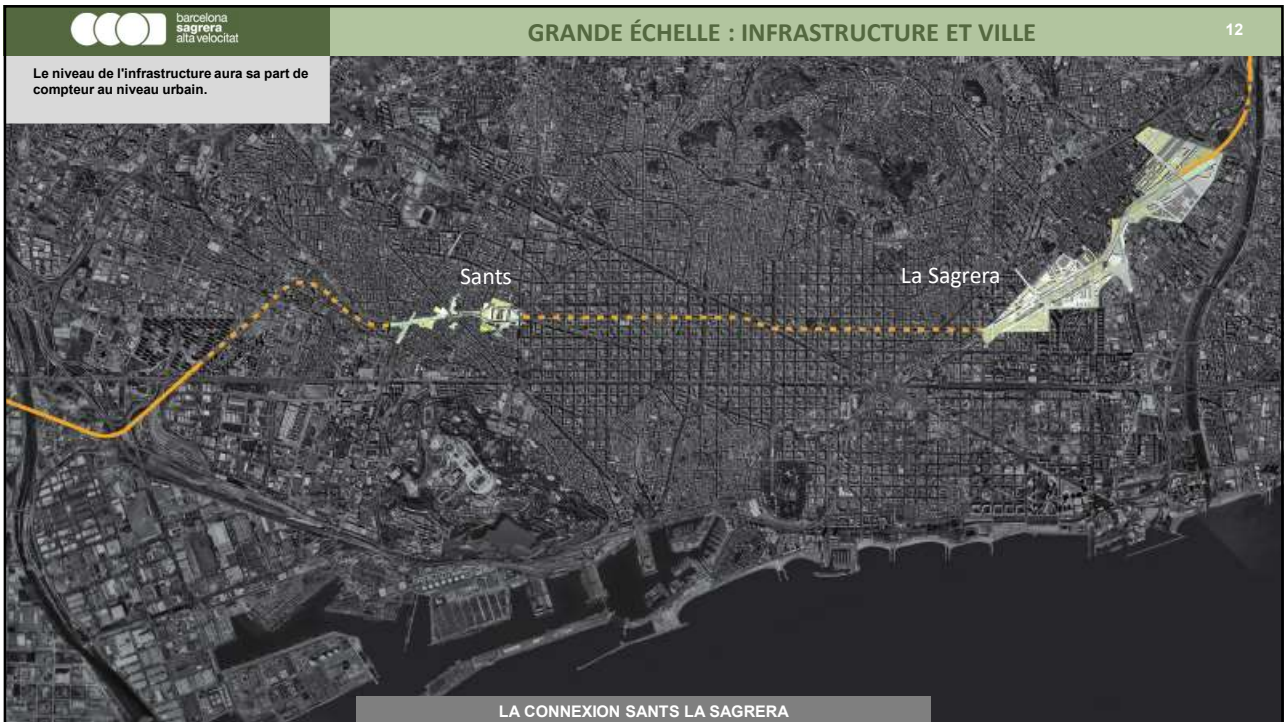 barcelona
sagrera
alta velocitat
GRANDE ÉCHELLE : INFRASTRUCTURE ET VILLE
12
Le niveau de l'infrastructure aura sa part de
compteur au niveau urbain.
Sants
La Sagrera
LA CONNEXION SANTS LA SAGRERA